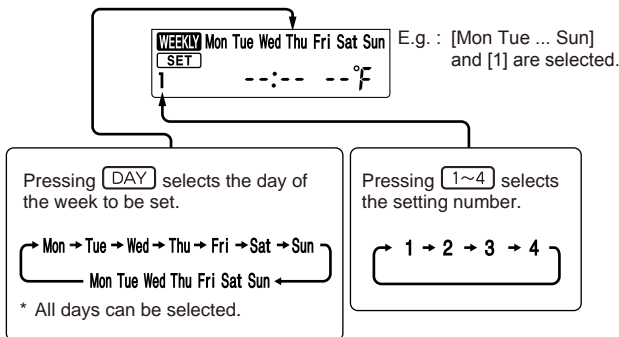 WEEKLY Mon Tue Wed Thu Fri Sat Sun
SET
1 --:-- --°F
E.g. : [Mon Tue ... Sun]
and [1] are selected.
Pressing DAY selects the day of
the week to be set.
Mon → Tue → Wed → Thu → Fri → Sat → Sun
Mon Tue Wed Thu Fri Sat Sun
* All days can be selected.
Pressing 1~4 selects
the setting number.
1 → 2 → 3 → 4